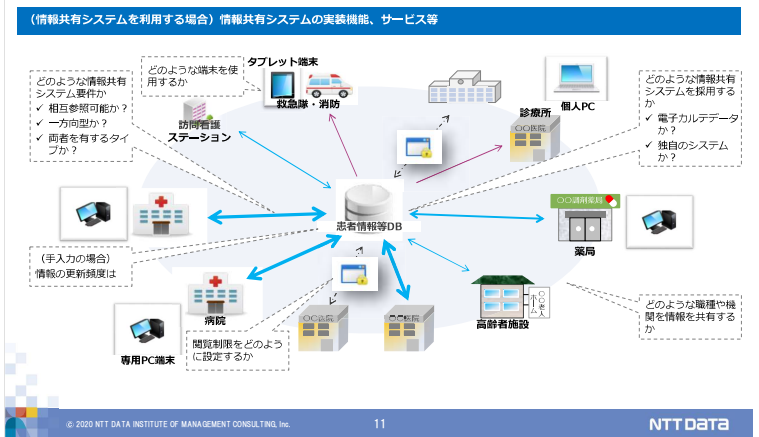 （情報共有システムを利用する場合）情報共有システムの実装機能、サービス等
どのような情報共有
システム要件か
✓ 相互参照可能か？
✓ 一方向型か？
✓ 両者を有するタイ
プか？
どのような端末を使
用するか
タブレット端末
救急隊・消防
訪問看護
ステーション
診療所
〇〇医院
個人PC
どのような情報共有
システムを採用する
か
✓ 電子カルテデータ
か？
✓ 独自のシステム
か？
患者情報等DB
〇〇調剤薬局
薬局
（手入力の場合）
情報の更新頻度は
病院
専用PC端末
閲覧制限をどのよう
に設定するか
〇〇医院
〇〇医院
〇〇老人
ホーム
高齢者施設
どのような職種や機
関を情報を共有する
か
© 2020 NTT DATA INSTITUTE OF MANAGEMENT CONSULTING, Inc.
11
NTT DATA